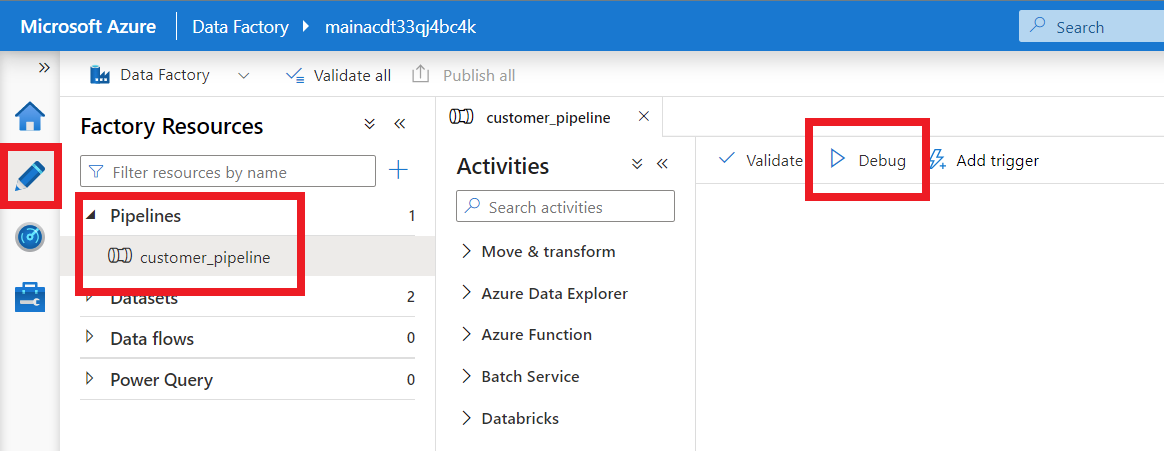 Microsoft Azure Data Factory mainacdt33qj4bc4k Search
Data Factory Validate all Publish all
Factory Resources
Filter resources by name
Pipelines 1
customer_pipeline
Datasets 2
Data flows 0
Power Query 0
customer_pipeline
Activities
Search activities
Move & transform
Azure Data Explorer
Azure Function
Batch Service
Databricks
Validate Debug Add trigger